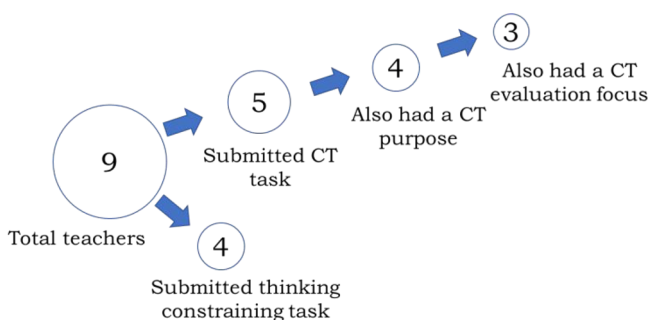 9
Total teachers
5
Submitted CT
task
4
Also had a CT
purpose
3
Also had a CT
evaluation focus
4
Submitted thinking
constraining task